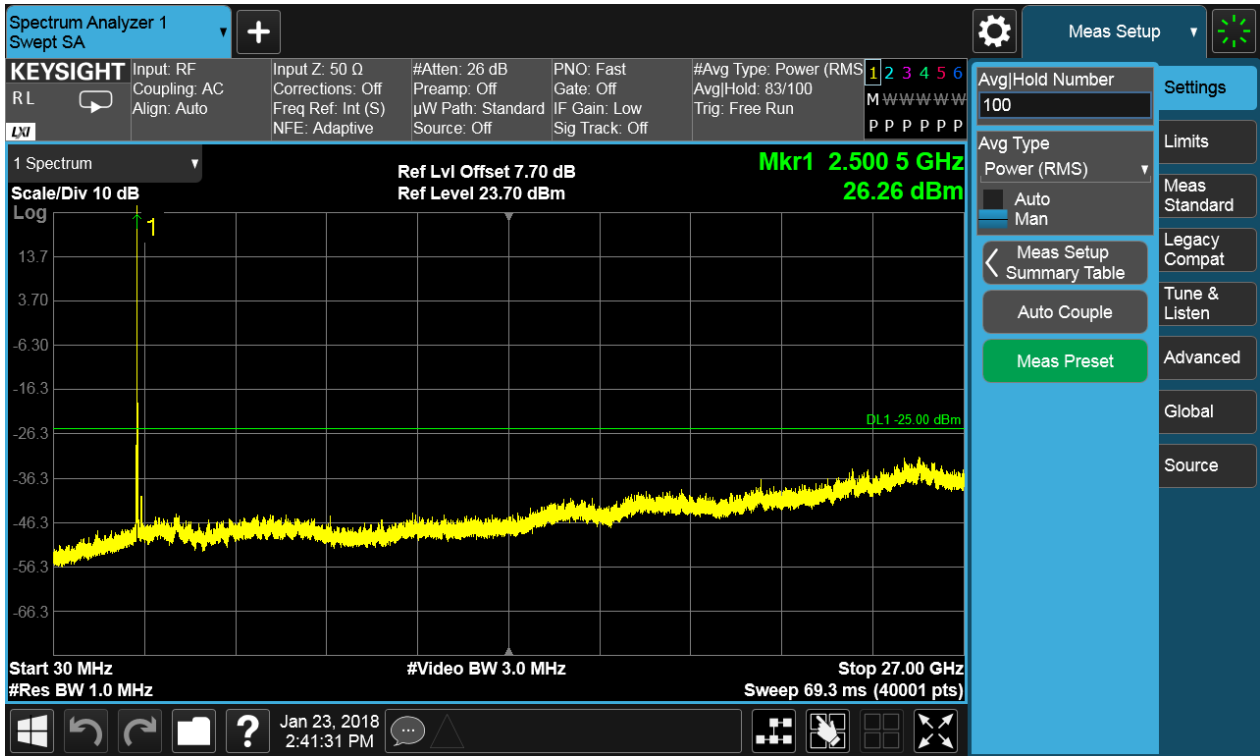 Spectrum Analyzer 1
Swept SA
Meas Setup
KEYSIGHT
RL
LXI
Input: RF
Coupling: AC
Align: Auto
Input Z: 50 Ω
Corrections: Off
Freq Ref: Int (S)
NFE: Adaptive
#Atten: 26 dB
Preamp: Off
µW Path: Standard
Source: Off
PNO: Fast
Gate: Off
IF Gain: Low
Sig Track: Off
#Avg Type: Power (RMS
Avg|Hold: 83/100
Trig: Free Run
1 2 3 4 5 6
M W W W W W
P P P P P P
1 Spectrum
Scale/Div 10 dB
Ref Lvl Offset 7.70 dB
Ref Level 23.70 dBm
Mkr1 2.500 5 GHz
26.26 dBm
Log
1
13.7
3.70
-6.30
-16.3
DL1 -25.00 dBm
-26.3
-36.3
-46.3
-56.3
-66.3
Start 30 MHz
#Video BW 3.0 MHz
Stop 27.00 GHz
#Res BW 1.0 MHz
Sweep 69.3 ms (40001 pts)
Avg|Hold Number
100
Avg Type
Power (RMS)
Auto
Man
Meas Setup
Summary Table
Auto Couple
Meas Preset
Settings
Limits
Meas
Standard
Legacy
Compat
Tune &
Listen
Advanced
Global
Source
?
Jan 23, 2018
2:41:31 PM